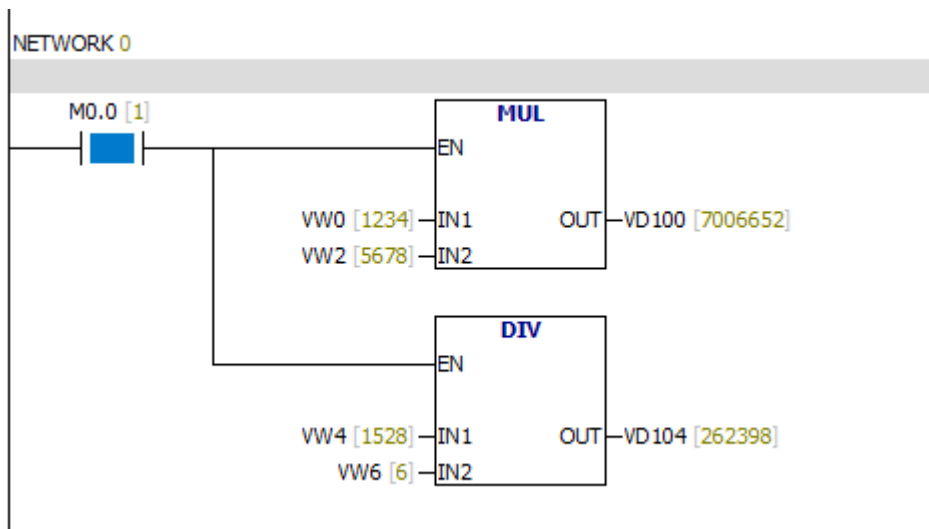 NETWORK 0
M0.0 [1]
MUL
EN
VW0 [1234] IN1 OUT VD100 [7006652]
VW2 [5678] IN2
DIV
EN
VW4 [1528] IN1 OUT VD104 [262398]
VW6 [6] IN2